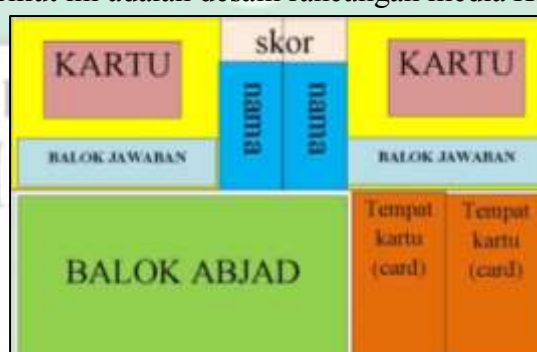 skor
KARTU
KARTU
nama
nama
BALOK JAWABAN
BALOK JAWABAN
BALOK ABJAD
Tempat
kartu
(card)
Tempat
kartu
(card)